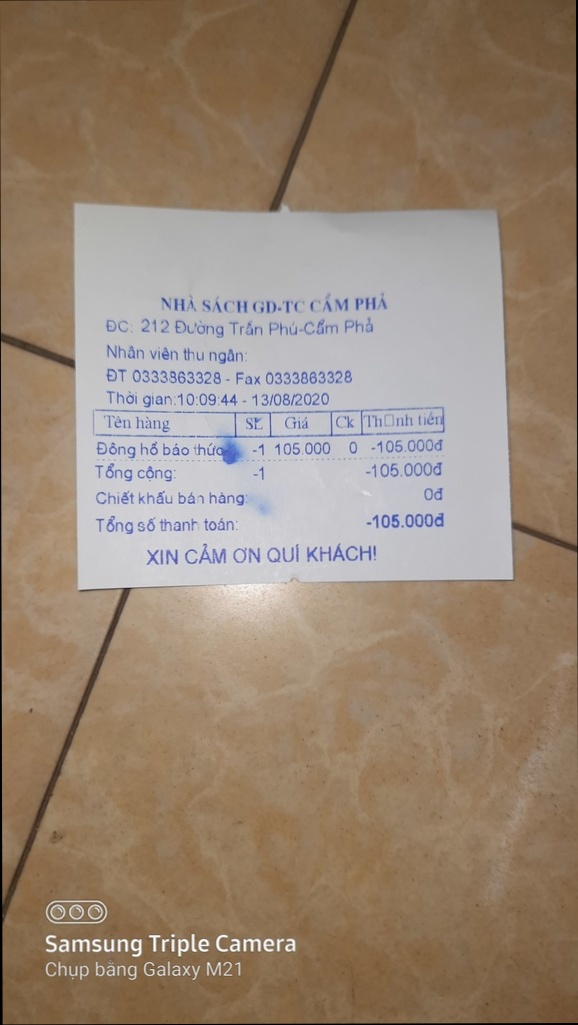 NHÀ SÁCH GD-TC CẨM PHẢ
ĐC: 212 Đường Trần Phú-Cẩm Phả
Nhân viên thu ngân:
ĐT 0333863328 - Fax 0333863328
Thời gian:10:09:44 - 13/08/2020
Tên hàng SL Giá Ck Th□nh tiền
Đồng hồ báo thức -1 105.000 0 -105.000đ
Tổng cộng: -1 -105.000đ
Chiết khấu bán hàng: 0đ
Tổng số thanh toán: -105.000đ
XIN CẢM ƠN QUÍ KHÁCH!
Samsung Triple Camera
Chụp bằng Galaxy M21